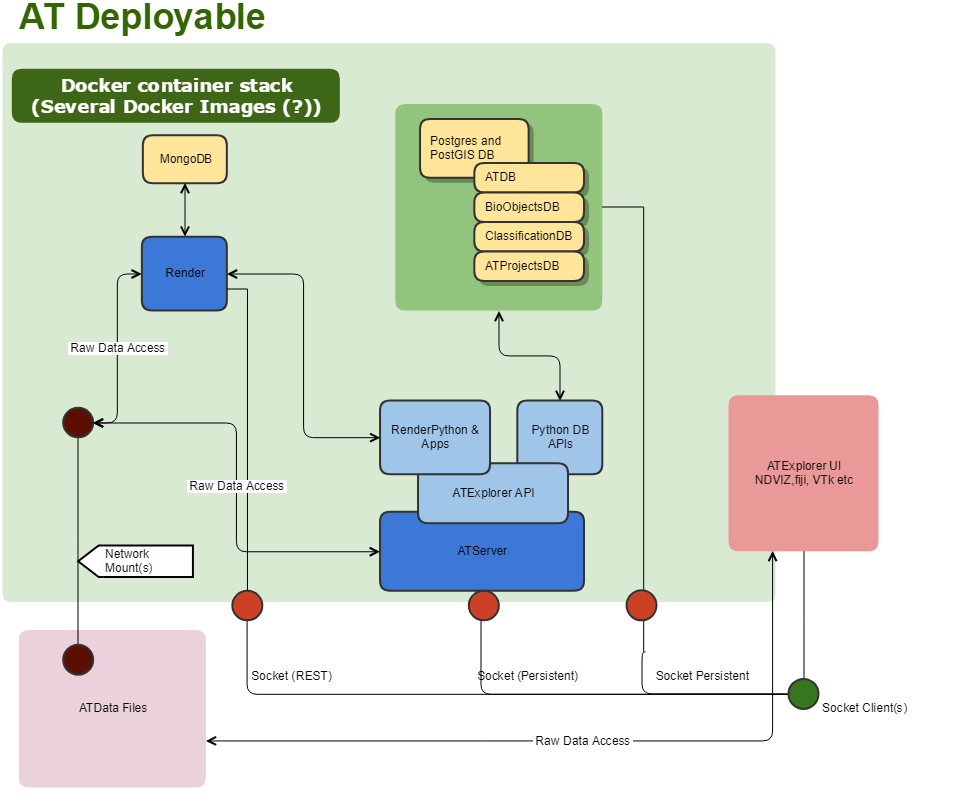 AT Deployable
Docker container stack
(Several Docker Images (?))
MongoDB
Postgres and
PostGIS DB
ATDB
BioObjectsDB
ClassificationDB
ATProjectsDB
Render
Raw Data Access
RenderPython &
Apps
Python DB
APIs
ATExplorer UI
NDVIZ,fiji, VTk etc
Raw Data Access
ATExplorer API
ATServer
Network
Mount(s)
Socket (REST)
Socket (Persistent)
Socket Persistent
ATData Files
Socket Client(s)
Raw Data Access